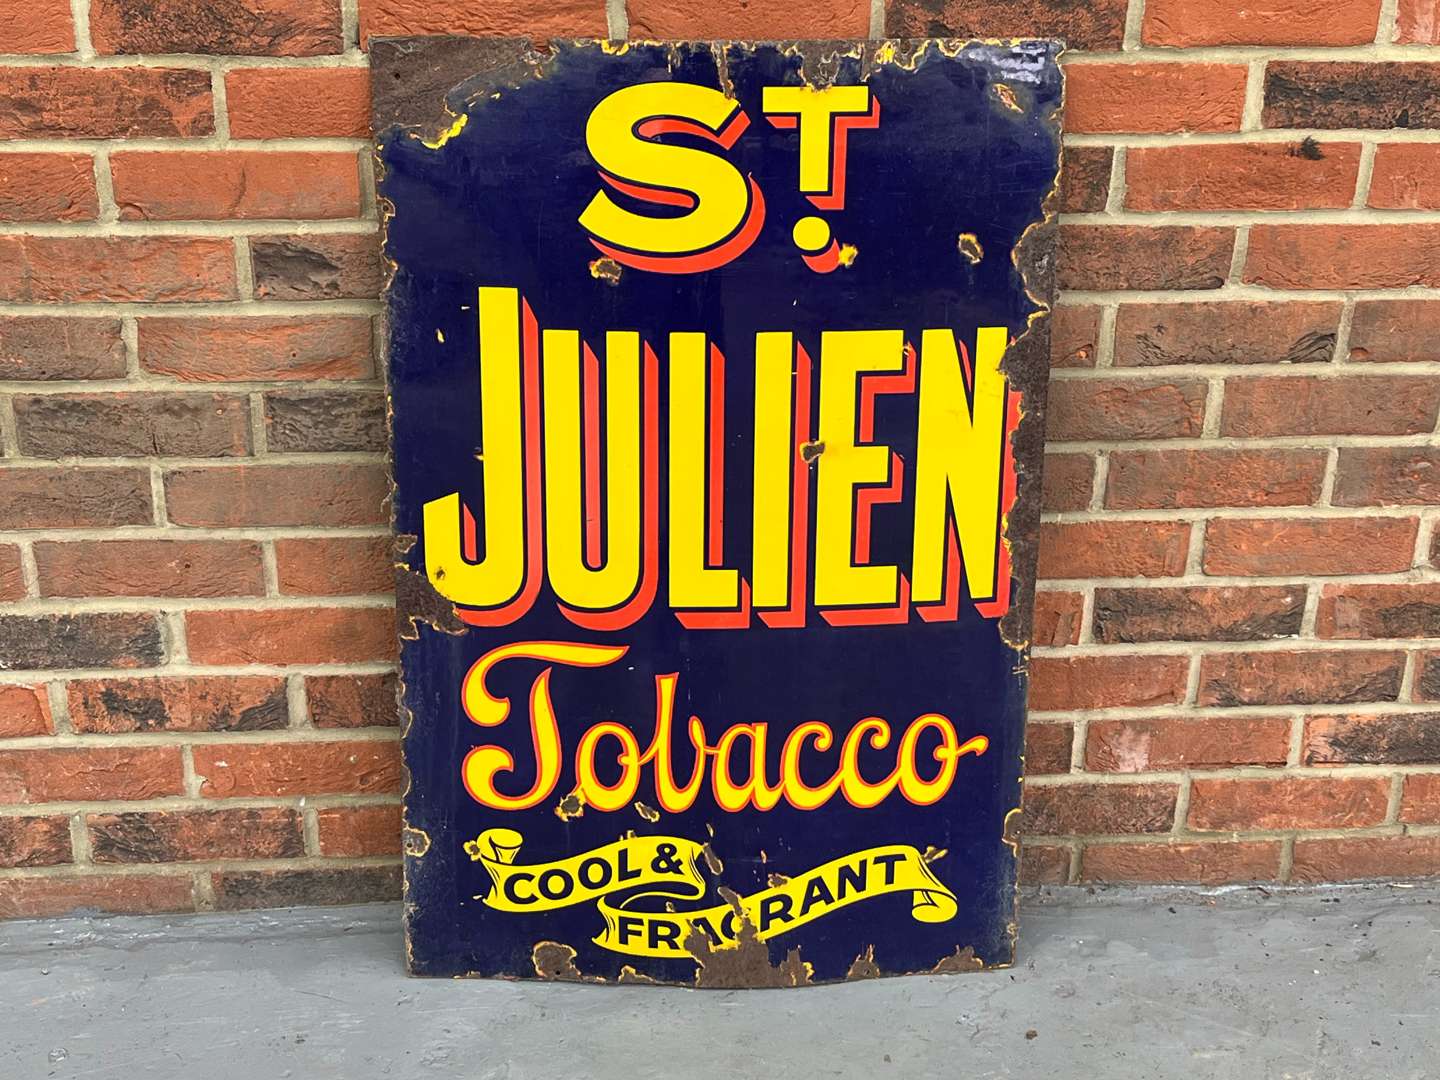 ST.
JULIEN
Tobacco
COOL &
FRAGRANT